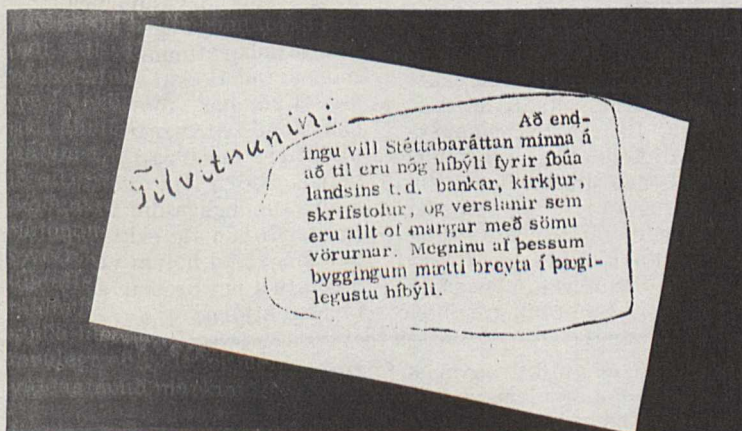 Tilvitnunin:
Að end-
ingu vill Stéttabaráttan minna á
að til eru nóg híbýli fyrir íbúa
landsins t.d. bankar, kirkjur,
skrifstofur, og verslanir sem
eru allt of margar með sömu
vörurnar. Megninu af þessum
byggingum mætti breyta í þægi-
legustu híbýli.